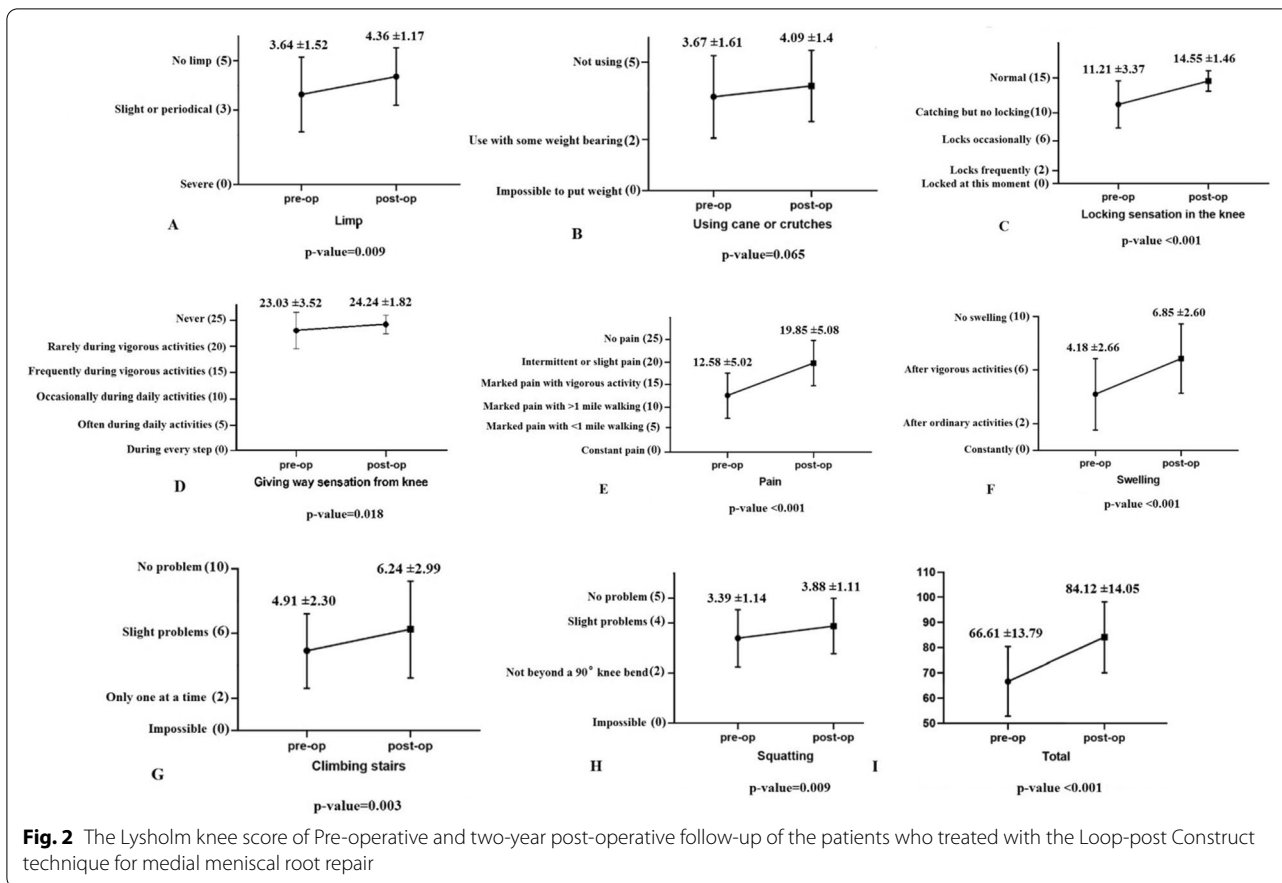 3.64 ±1.52
4.36 ±1.17
No limp (5)
Slight or periodical (3)
Severe (0)
pre-op
post-op
A
Limp
p-value=0.009
3.67 ±1.61
4.09 ±1.4
Not using (5)
Use with some weight bearing (2)
Impossible to put weight (0)
pre-op
post-op
B
Using cane or crutches
p-value=0.065
11.21 ±3.37
14.55 ±1.46
Normal (15)
Catching but no locking (10)
Locks occasionally (6)
Locks frequently (2)
Locked at this moment (0)
pre-op
post-op
C
Locking sensation in the knee
p-value <0.001
23.03 ±3.52
24.24 ±1.82
Never (25)
Rarely during vigorous activities (20)
Frequently during vigorous activities (15)
Occasionally during daily activities (10)
Often during daily activities (5)
During every step (0)
pre-op
post-op
D
Giving way sensation from knee
p-value=0.018
12.58 ±5.02
19.85 ±5.08
No pain (25)
Intermittent or slight pain (20)
Marked pain with vigorous activity (15)
Marked pain with >1 mile walking (10)
Marked pain with <1 mile walking (5)
Constant pain (0)
pre-op
post-op
E
Pain
p-value <0.001
4.18 ±2.66
6.85 ±2.60
No swelling (10)
After vigorous activities (6)
After ordinary activities (2)
Constantly (0)
pre-op
post-op
F
Swelling
p-value <0.001
4.91 ±2.30
6.24 ±2.99
No problem (10)
Slight problems (6)
Only one at a time (2)
Impossible (0)
pre-op
post-op
G
Climbing stairs
p-value=0.003
3.39 ±1.14
3.88 ±1.11
No problem (5)
Slight problems (4)
Not beyond a 90° knee bend (2)
Impossible (0)
pre-op
post-op
H
Squatting
p-value=0.009
66.61 ±13.79
84.12 ±14.05
110
100
90
80
70
60
50
pre-op
post-op
I
Total
p-value <0.001
Fig. 2 The Lysholm knee score of Pre-operative and two-year post-operative follow-up of the patients who treated with the Loop-post Construct
technique for medial meniscal root repair